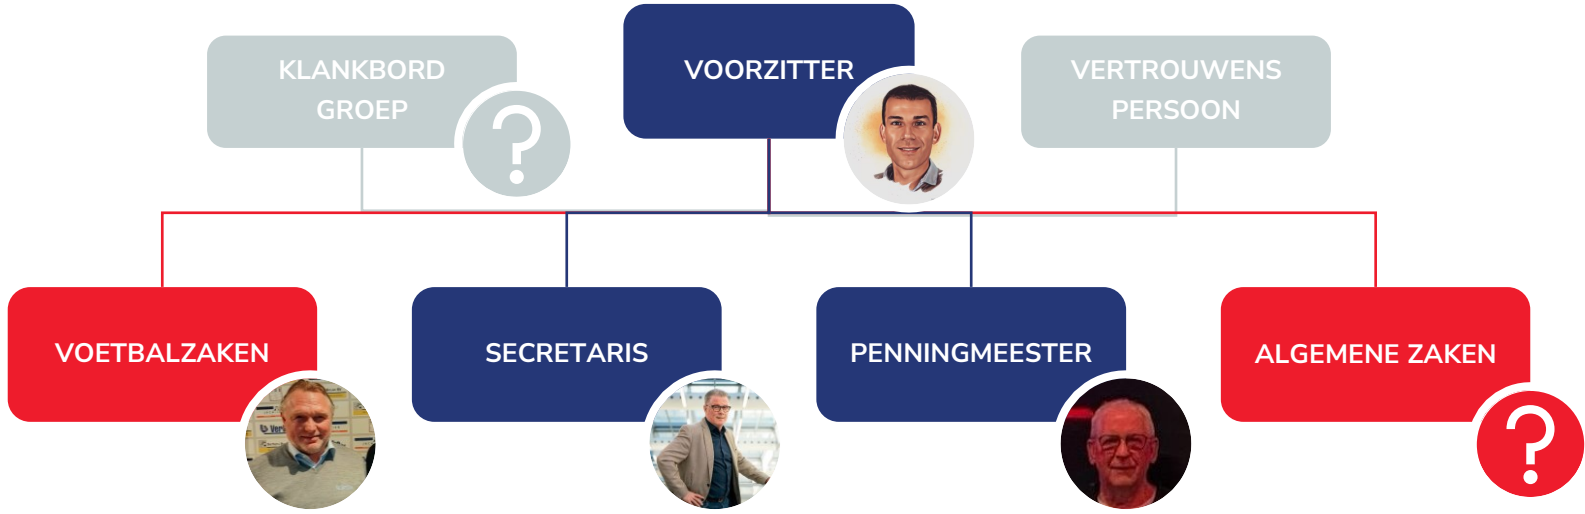 KLANKBORD
GROEP
VOORZITTER
VERTROUWENS
PERSOON
?
VOETBALZAKEN
SECRETARIS
PENNINGMEESTER
ALGEMENE ZAKEN
?